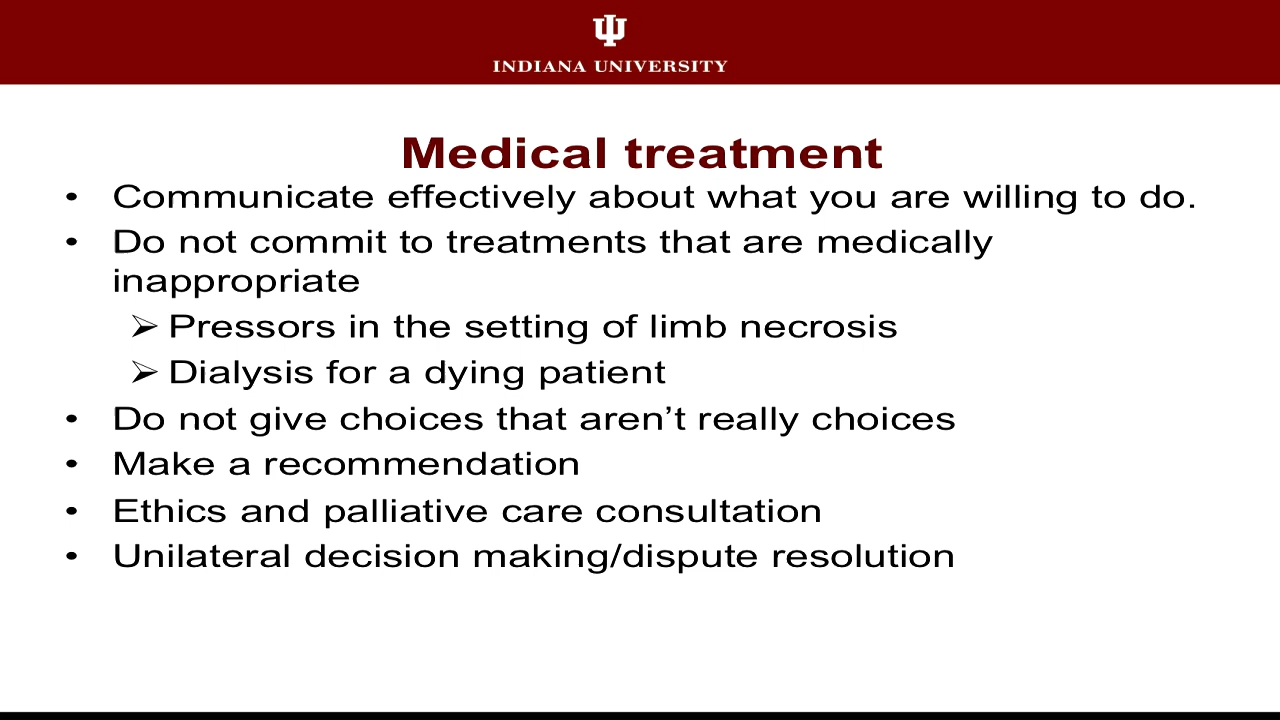 INDIANA UNIVERSITY
Medical treatment
• Communicate effectively about what you are willing to do.
• Do not commit to treatments that are medically
inappropriate
➢ Pressors in the setting of limb necrosis
➢ Dialysis for a dying patient
• Do not give choices that aren’t really choices
• Make a recommendation
• Ethics and palliative care consultation
• Unilateral decision making/dispute resolution